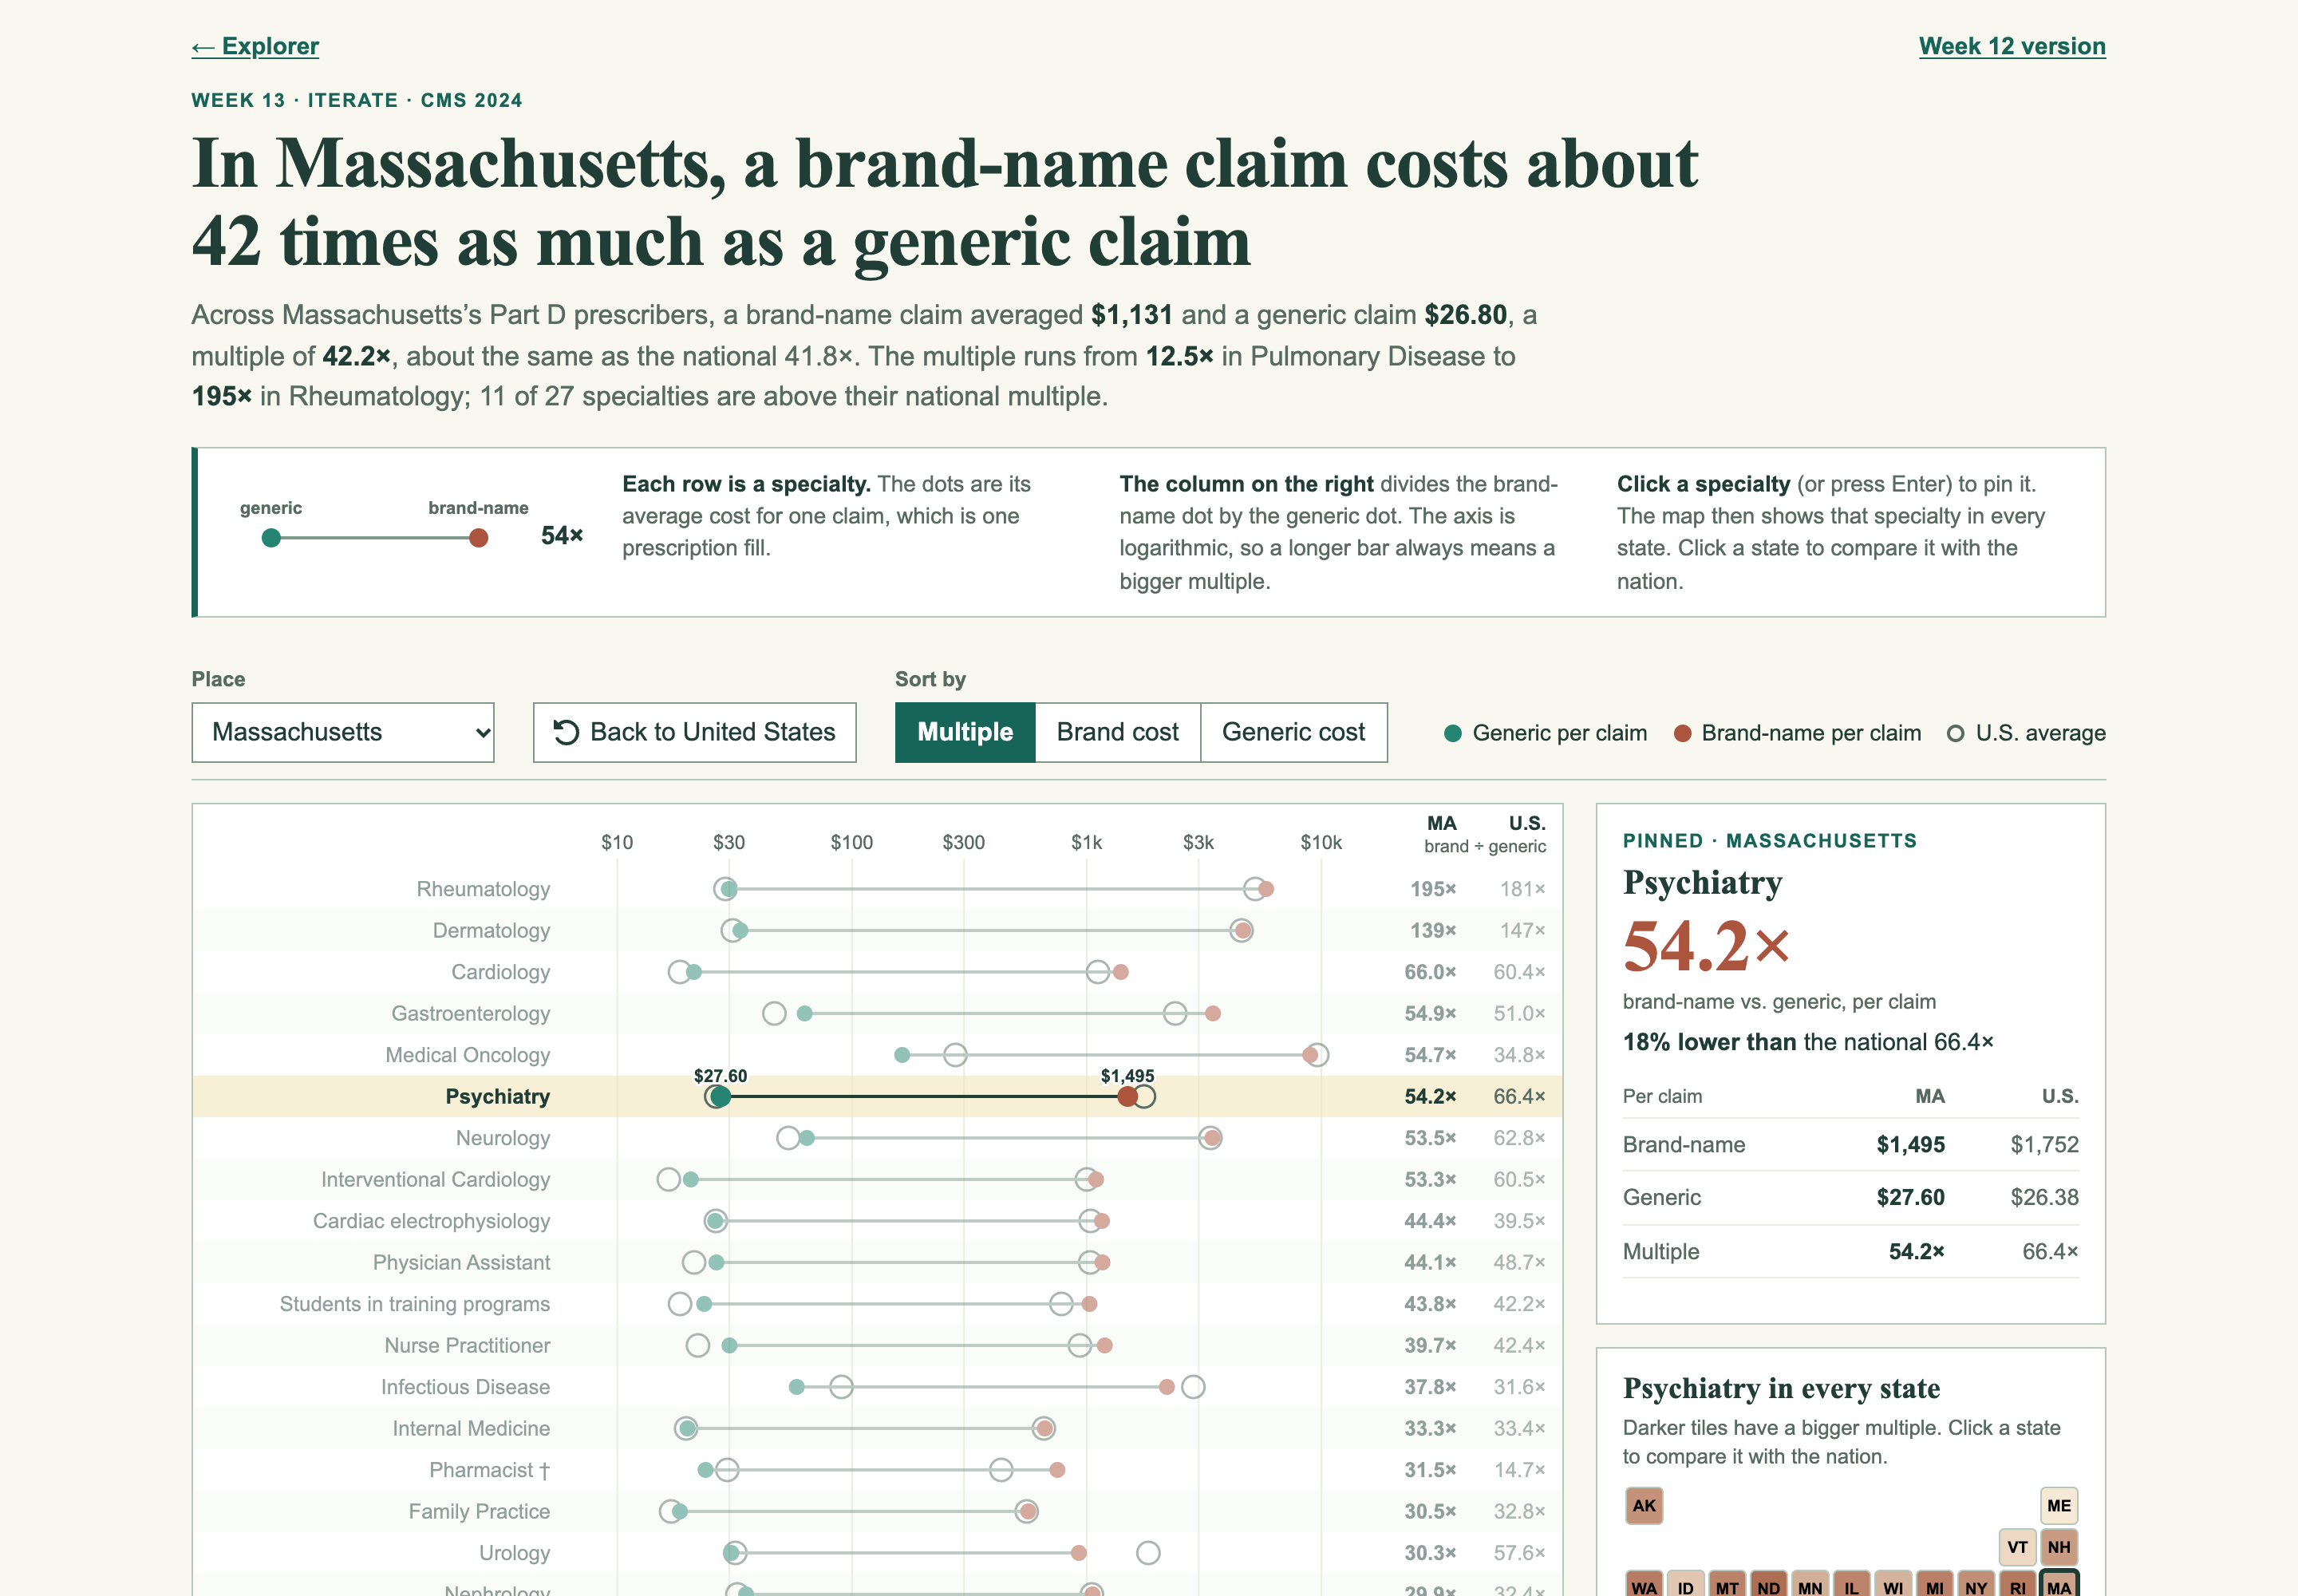 ← Explorer
Week 12 version
WEEK 13 · ITERATE · CMS 2024
In Massachusetts, a brand-name claim costs about
42 times as much as a generic claim
Across Massachusetts’s Part D prescribers, a brand-name claim averaged $1,131 and a generic claim $26.80, a
multiple of 42.2×, about the same as the national 41.8×. The multiple runs from 12.5× in Pulmonary Disease to
195× in Rheumatology; 11 of 27 specialties are above their national multiple.
generic brand-name
54×
Each row is a specialty. The dots are its
average cost for one claim, which is one
prescription fill.
The column on the right divides the brand-
name dot by the generic dot. The axis is
logarithmic, so a longer bar always means a
bigger multiple.
Click a specialty (or press Enter) to pin it.
The map then shows that specialty in every
state. Click a state to compare it with the
nation.
Place
Massachusetts
Back to United States
Sort by
Multiple Brand cost Generic cost
Generic per claim Brand-name per claim U.S. average
$10 $30 $100 $300 $1k $3k $10k
MA U.S.
brand ÷ generic
Rheumatology 195× 181×
Dermatology 139× 147×
Cardiology 66.0× 60.4×
Gastroenterology 54.9× 51.0×
Medical Oncology 54.7× 34.8×
$27.60 $1,495
Psychiatry 54.2× 66.4×
Neurology 53.5× 62.8×
Interventional Cardiology 53.3× 60.5×
Cardiac electrophysiology 44.4× 39.5×
Physician Assistant 44.1× 48.7×
Students in training programs 43.8× 42.2×
Nurse Practitioner 39.7× 42.4×
Infectious Disease 37.8× 31.6×
Internal Medicine 33.3× 33.4×
Pharmacist † 31.5× 14.7×
Family Practice 30.5× 32.8×
Urology 30.3× 57.6×
Nephrology 29.9× 32.4×
PINNED · MASSACHUSETTS
Psychiatry
54.2×
brand-name vs. generic, per claim
18% lower than the national 66.4×
Per claim MA U.S.
Brand-name $1,495 $1,752
Generic $27.60 $26.38
Multiple 54.2× 66.4×
Psychiatry in every state
Darker tiles have a bigger multiple. Click a state
to compare it with the nation.
AK ME
VT NH
WA ID MT ND MN IL WI MI NY RI MA